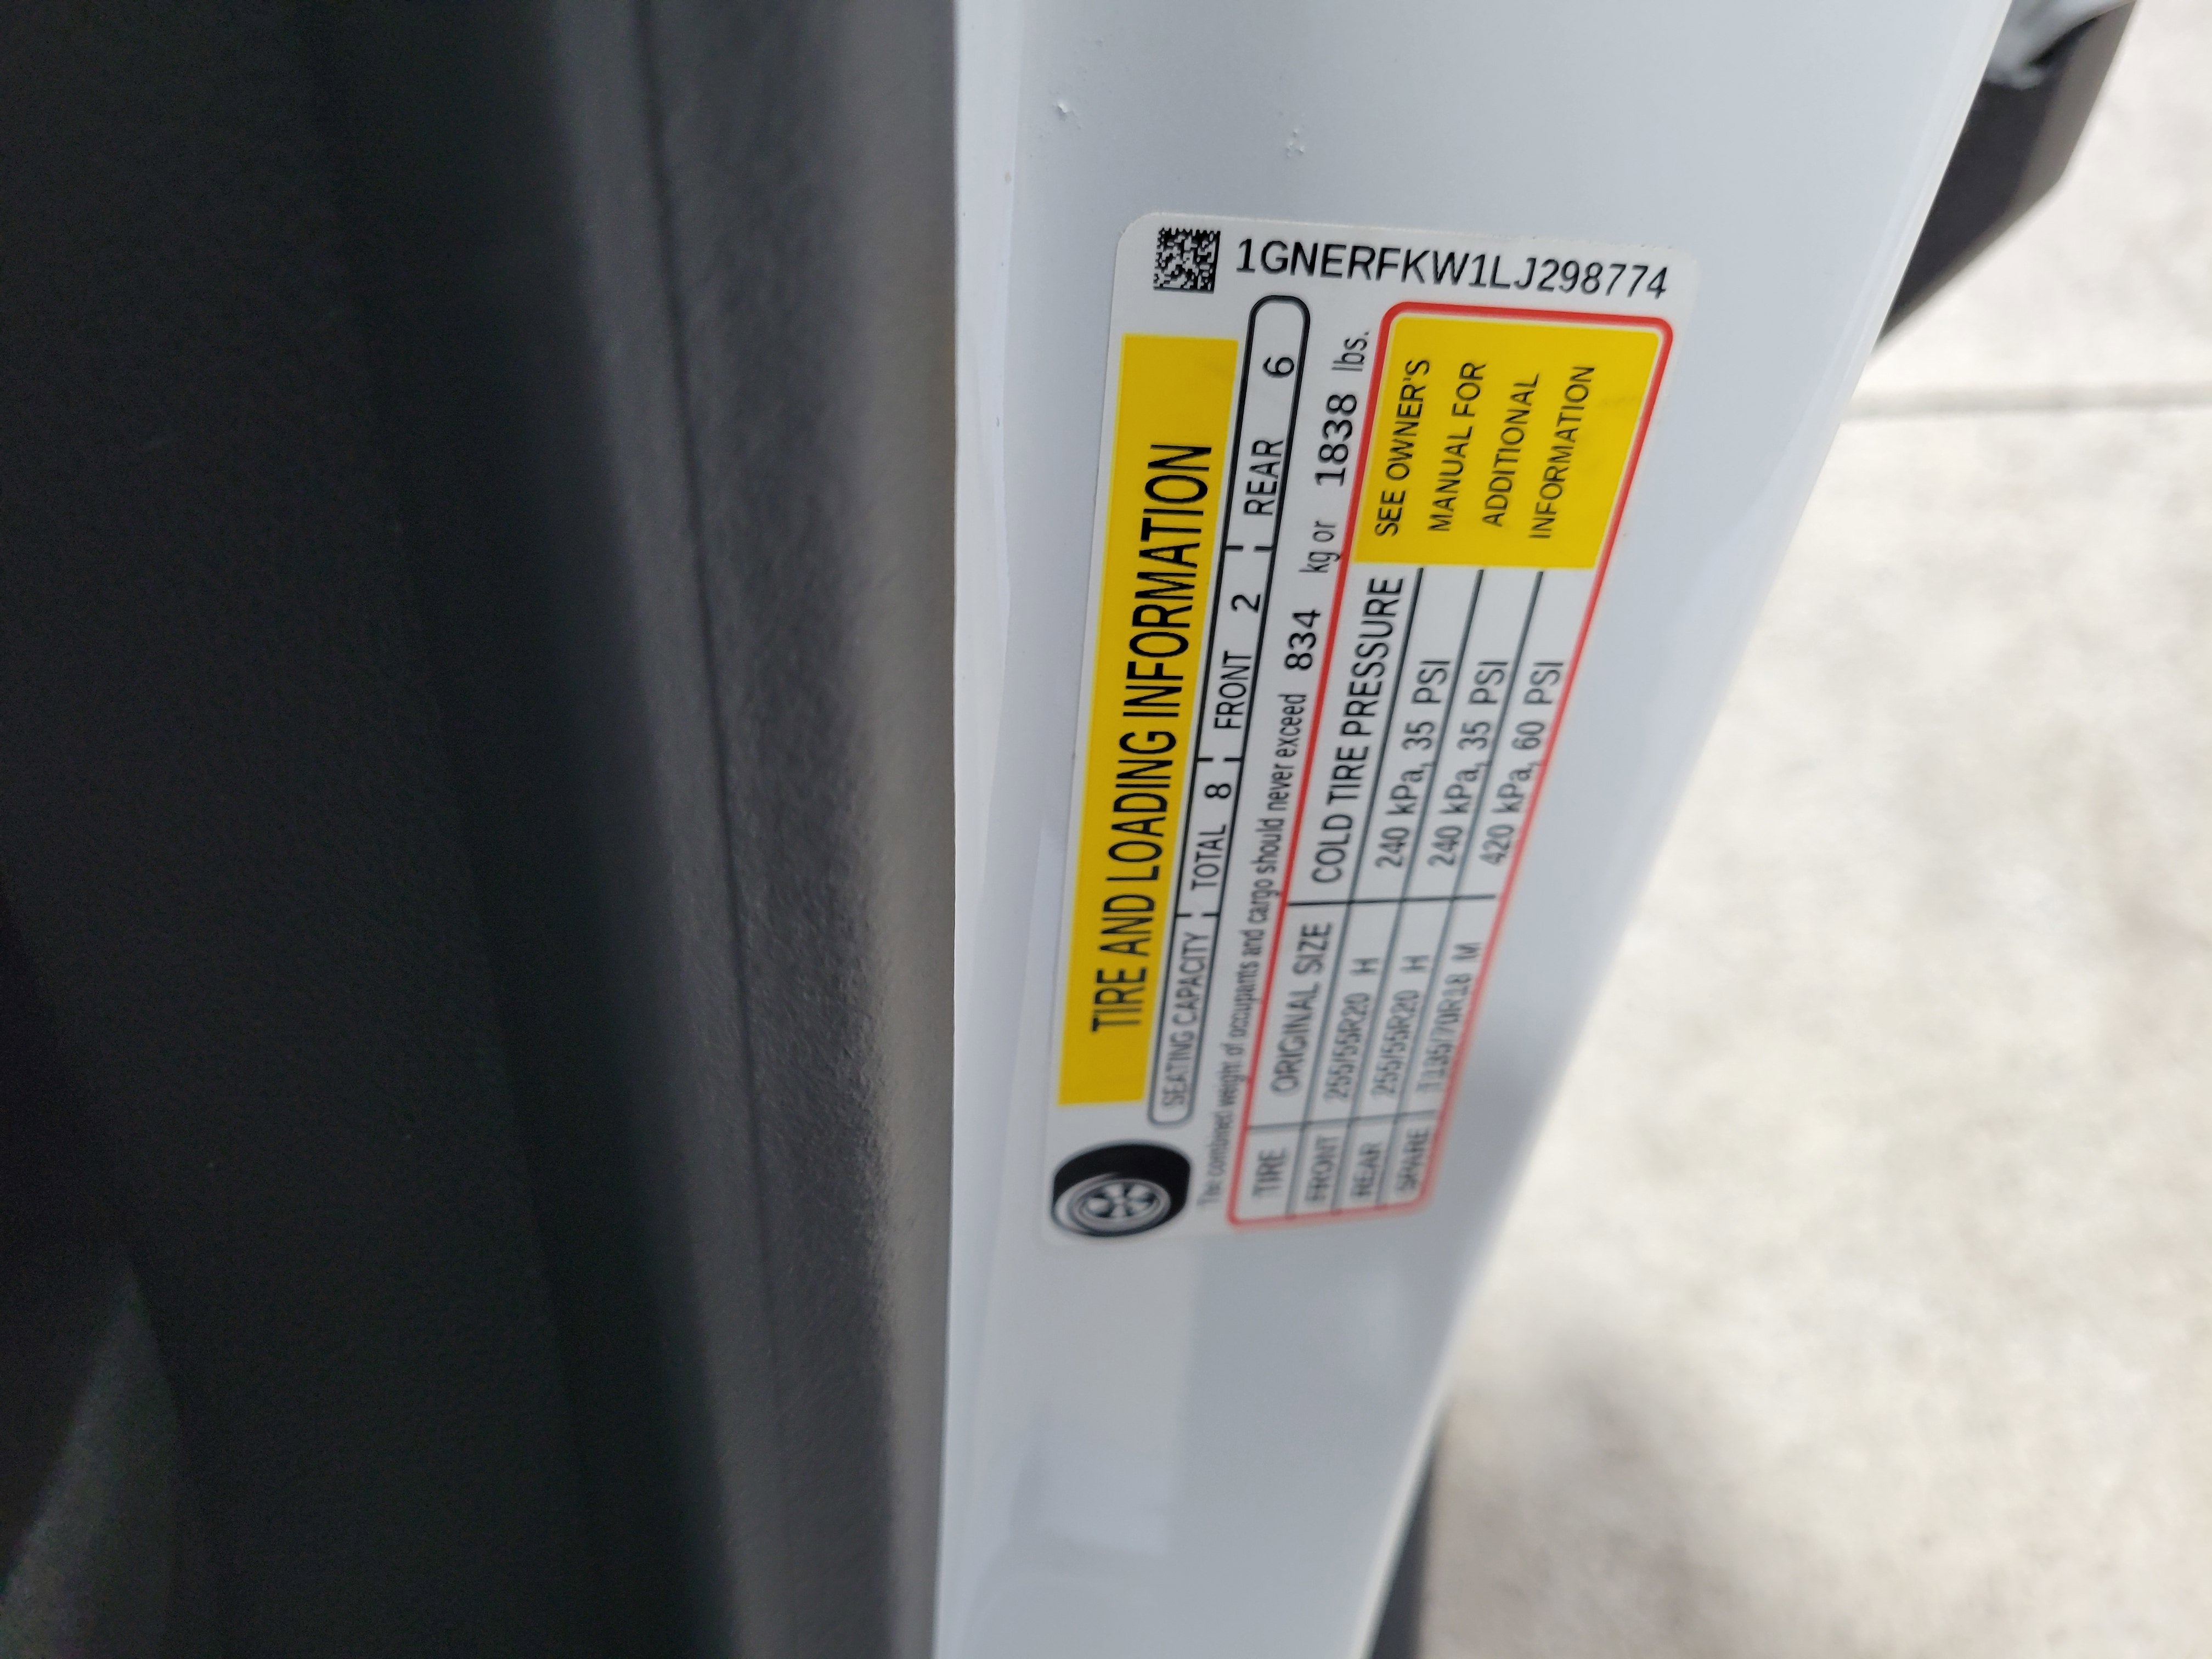 1GNERFKW1LJ298774
TIRE AND LOADING INFORMATION
SEATING CAPACITY TOTAL 8 FRONT 2 REAR 6
The combined weight of occupants and cargo should never exceed 834 kg or 1838 lbs.
TIRE ORIGINAL SIZE COLD TIRE PRESSURE
FRONT 255/55R20 H 240 kPa, 35 PSI
REAR 255/55R20 H 240 kPa, 35 PSI
SPARE T135/70R18 M 420 kPa, 60 PSI
SEE OWNER'S
MANUAL FOR
ADDITIONAL
INFORMATION